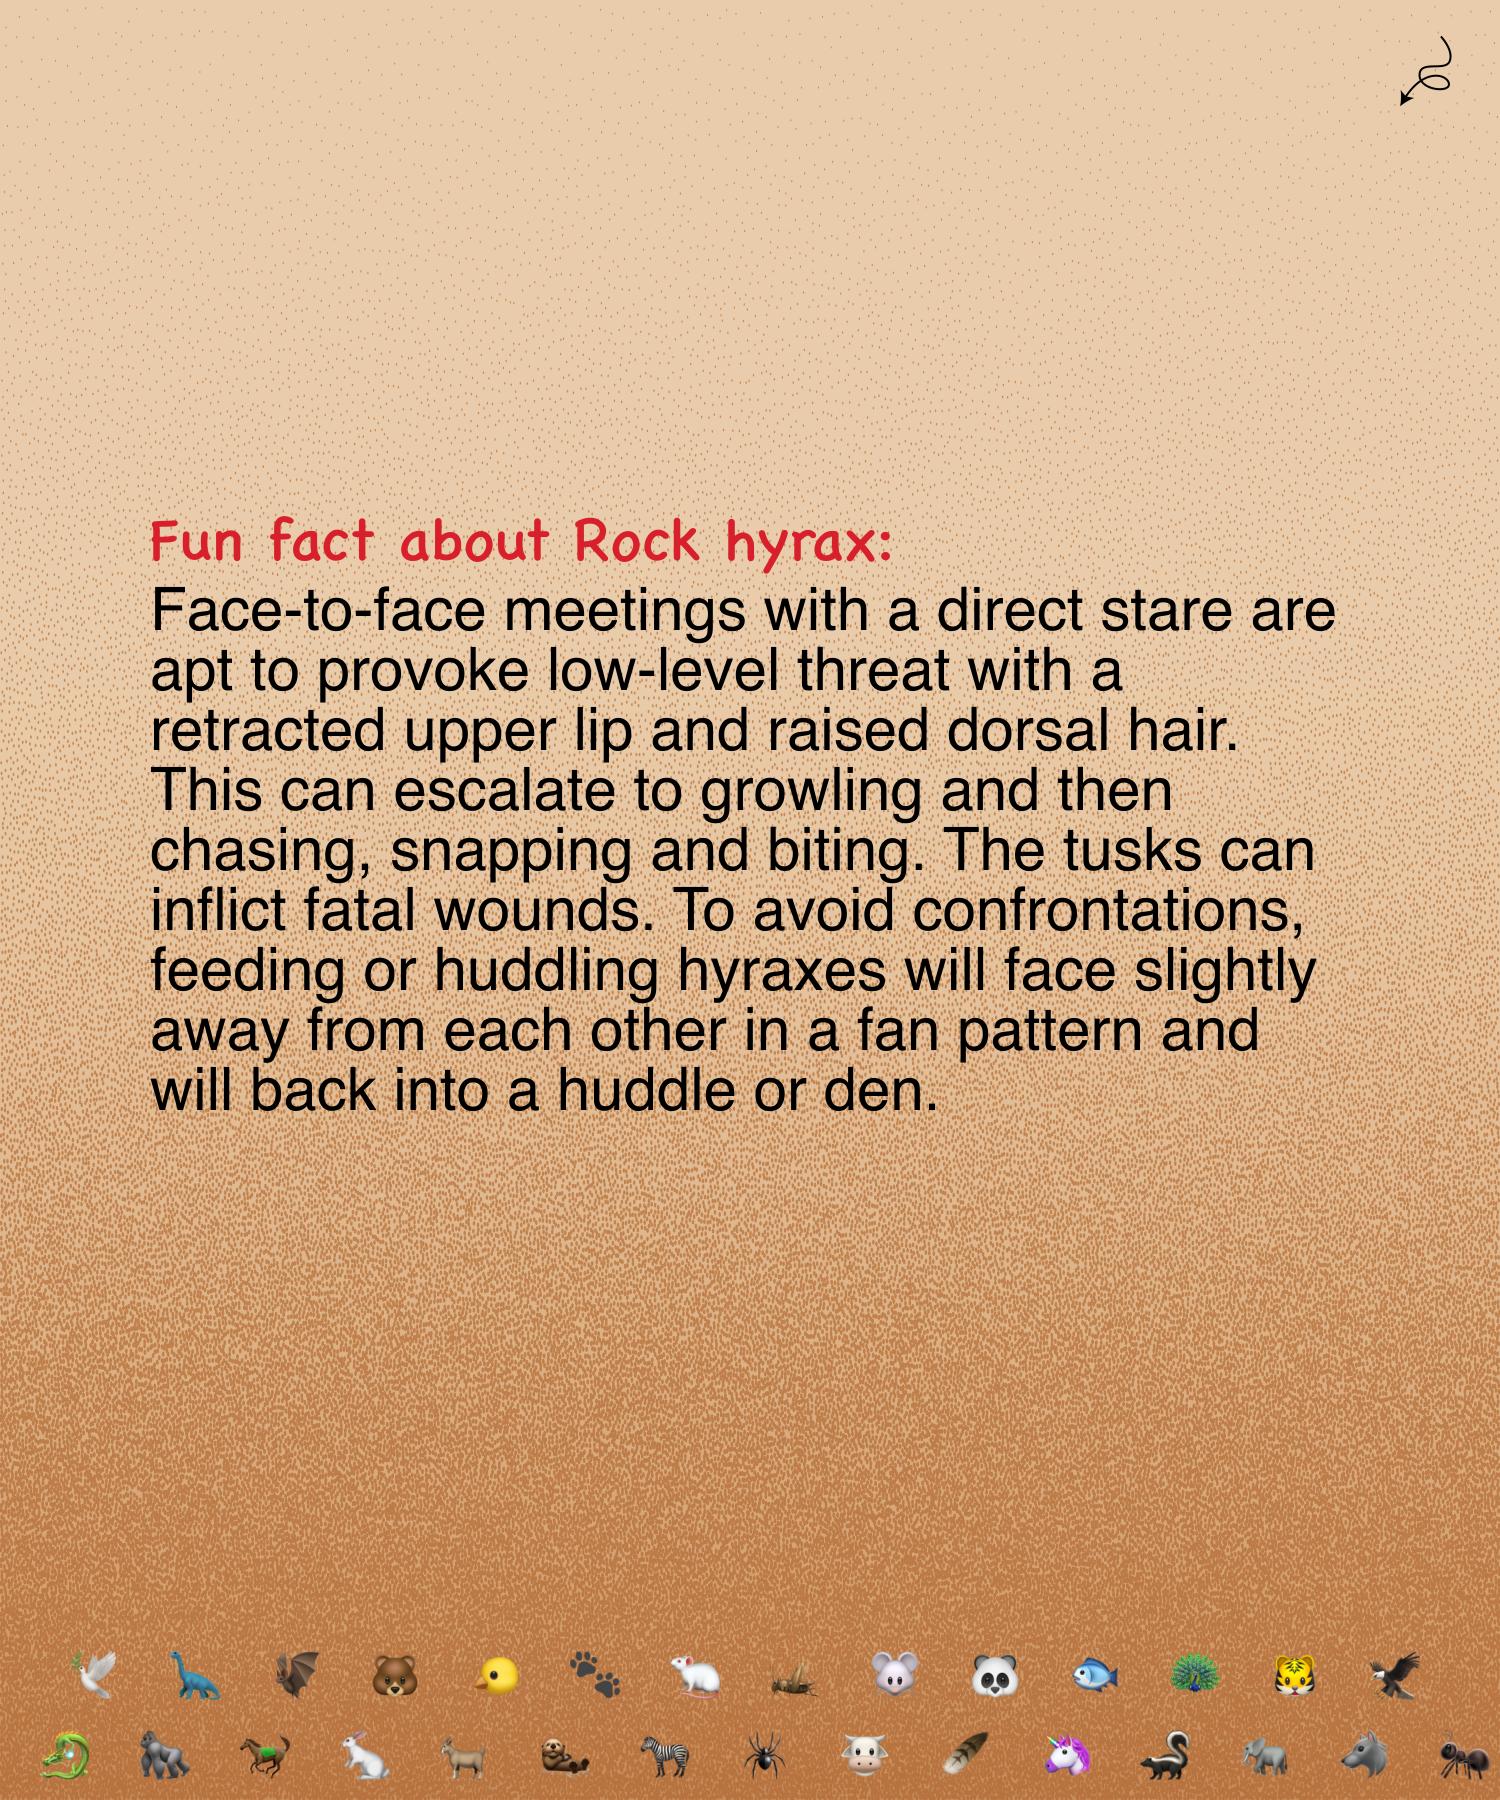 Fun fact about Rock hyrax:
Face-to-face meetings with a direct stare are
apt to provoke low-level threat with a
retracted upper lip and raised dorsal hair.
This can escalate to growling and then
chasing, snapping and biting. The tusks can
inflict fatal wounds. To avoid confrontations,
feeding or huddling hyraxes will face slightly
away from each other in a fan pattern and
will back into a huddle or den.